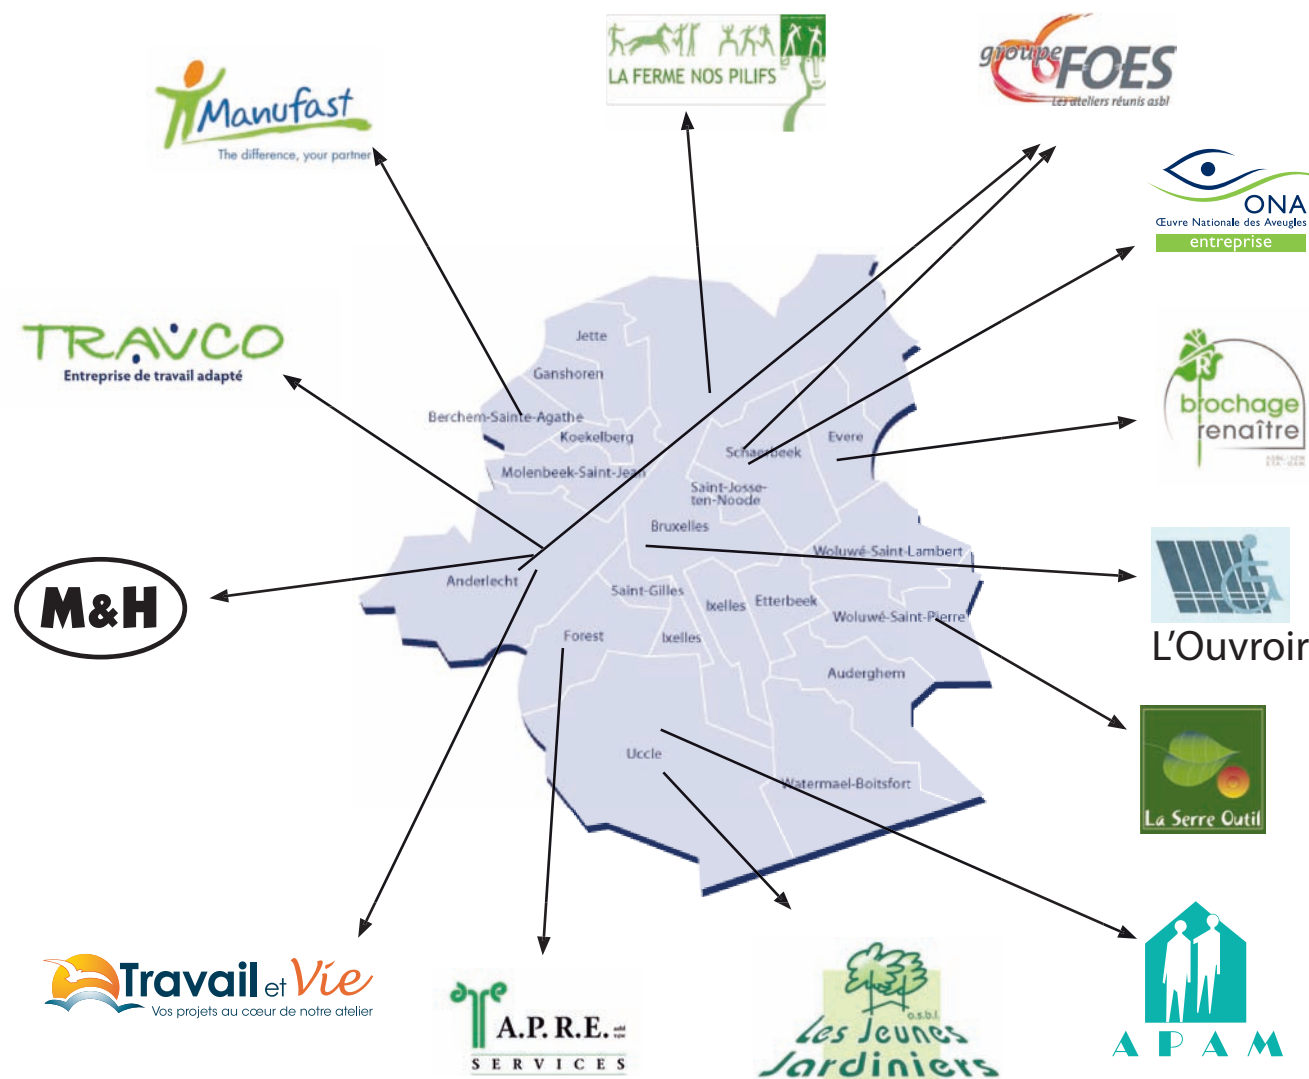 LA FERME NOS PILIFS
groupe FOES
Les ateliers réunis asbl
Manufast
The difference, your partner
ONA
Œuvre Nationale des Aveugles
entreprise
TRAVCO
Entreprise de travail adapté
brochage
renaître
Jette
Ganshoren
Berchem-Sainte-Agathe
Koekelberg
Molenbeek-Saint-Jean
Schaerbeek
Evere
Saint-Josse-
ten-Noode
Bruxelles
Woluwé-Saint-Lambert
Anderlecht
Saint-Gilles
Ixelles
Etterbeek
Woluwé-Saint-Pierre
Forest
Ixelles
Auderghem
Uccle
Watermael-Boitsfort
M&H
L'Ouvroir
La Serre Outil
Travail et Vie
Vos projets au cœur de notre atelier
A.P.R.E.
SERVICES
a.s.b.l.
Les Jeunes
Jardiniers
APAM